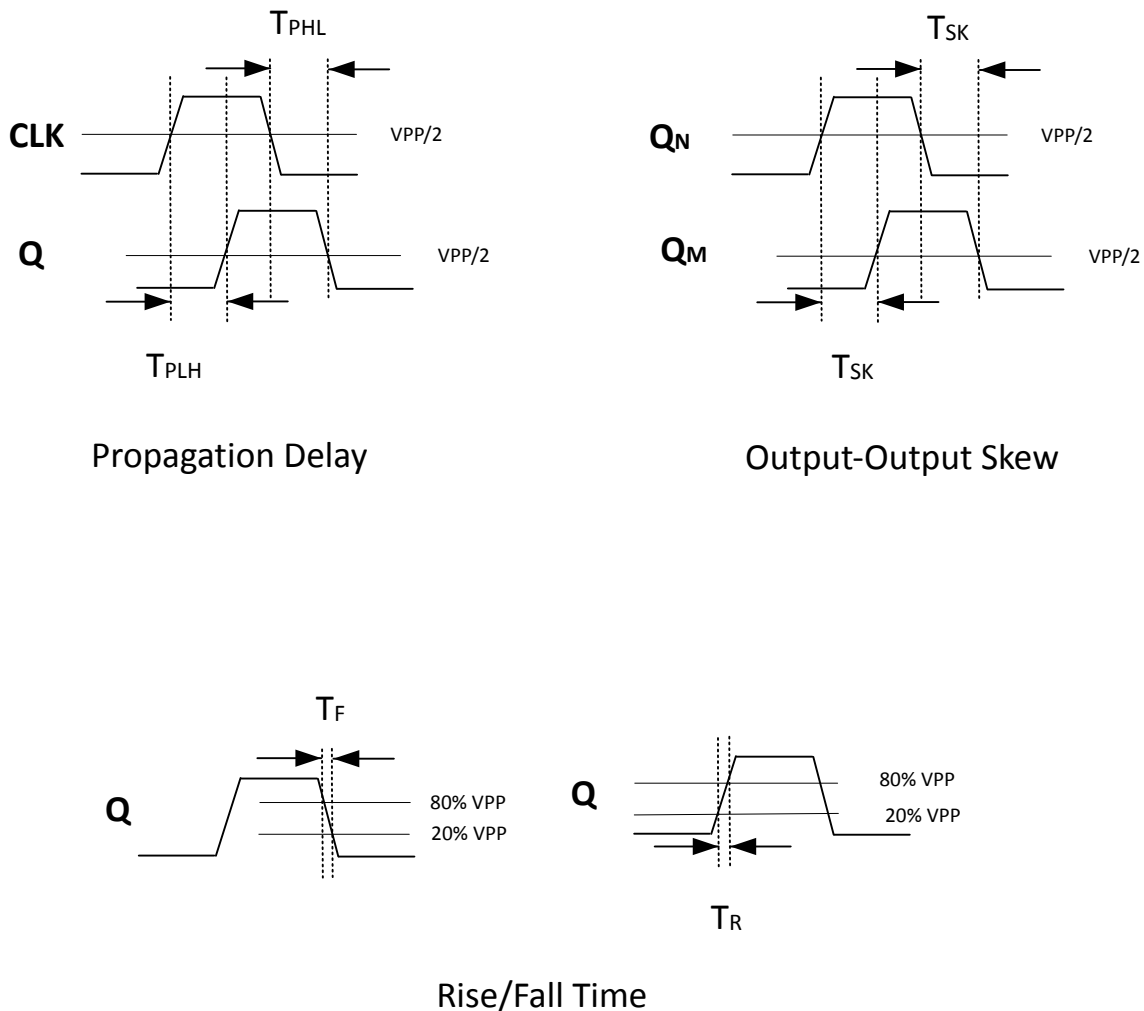 TPHL
CLK
VPP/2
Q
VPP/2
TPLH
Propagation Delay
TSK
QN
VPP/2
QM
VPP/2
TSK
Output-Output Skew
TF
Q
80% VPP
20% VPP
Q
80% VPP
20% VPP
TR
Rise/Fall Time